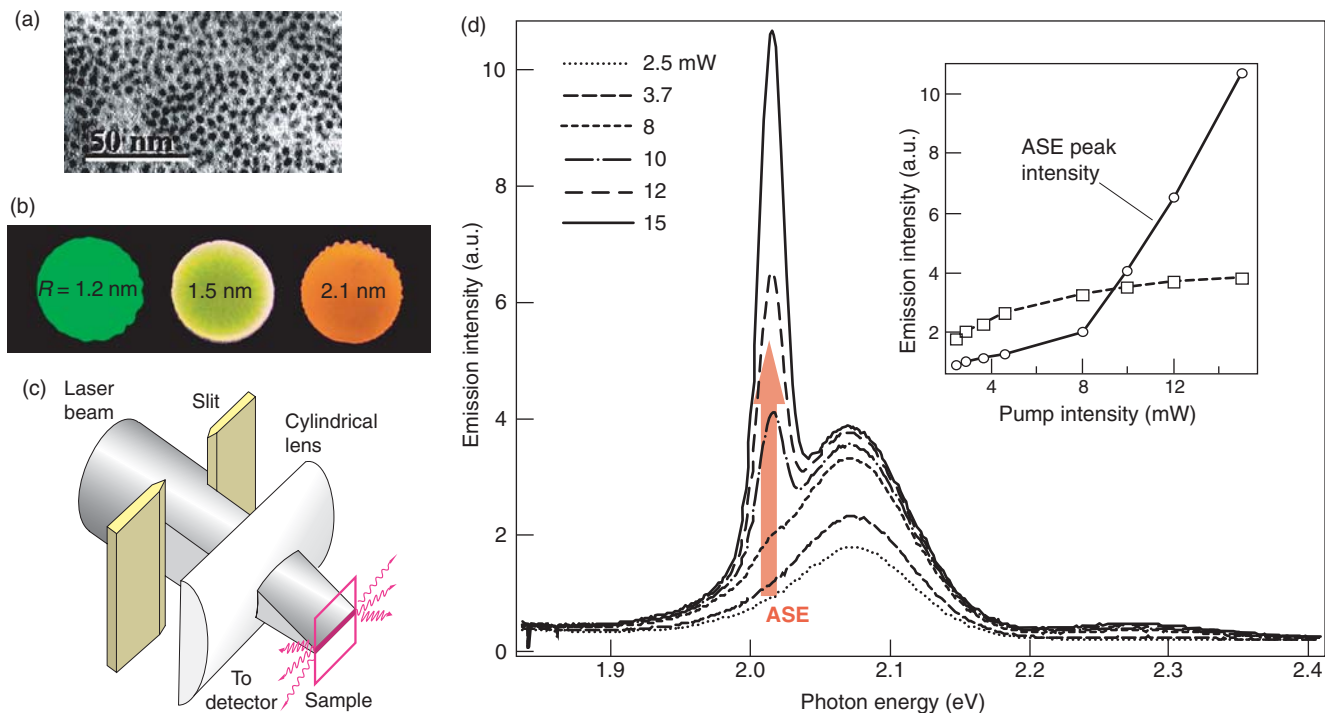 (a)
50 nm
(b)
R = 1.2 nm
1.5 nm
2.1 nm
(c)
Laser
beam
Slit
Cylindrical
lens
To
detector
Sample
(d)
Emission intensity (a.u.)
10
8
6
4
2
0
2.5 mW
3.7
8
10
12
15
ASE
1.9
2.0
2.1
2.2
2.3
2.4
Photon energy (eV)
Emission intensity (a.u.)
10
8
6
4
2
ASE peak
intensity
4
8
12
Pump intensity (mW)